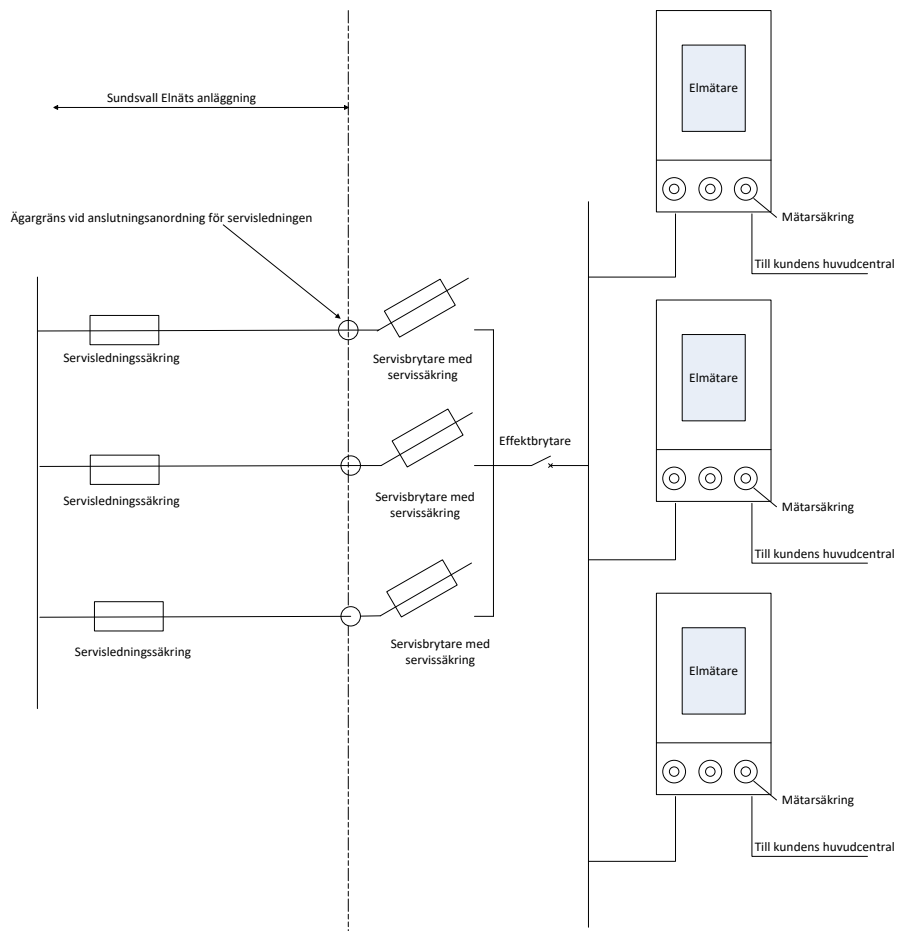 Elmätare
Sundsvall Elnäts anläggning
Mätarsäkring
Ägargräns vid anslutningsanordning för servisledningen
Till kundens huvudcentral
Servisledningssäkring
Servisbrytare med
servissäkring
Elmätare
Effektbrytare
Servisledningssäkring
Servisbrytare med
servissäkring
Mätarsäkring
Till kundens huvudcentral
Servisledningssäkring
Servisbrytare med
servissäkring
Elmätare
Mätarsäkring
Till kundens huvudcentral